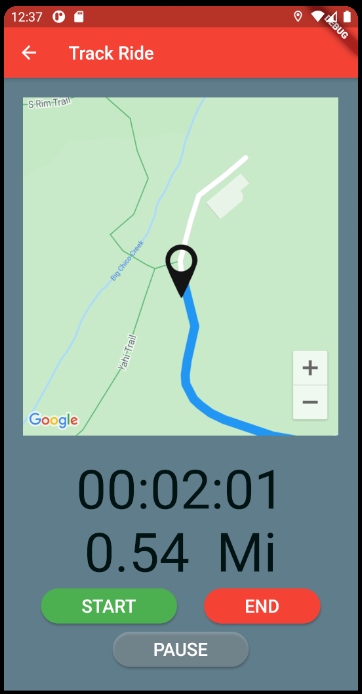 12:37
DEBUG
Track Ride
S Rim-Trail
Big Chico Creek
Yahi-Trail
+
−
Google
00:02:01
0.54 Mi
START
END
PAUSE